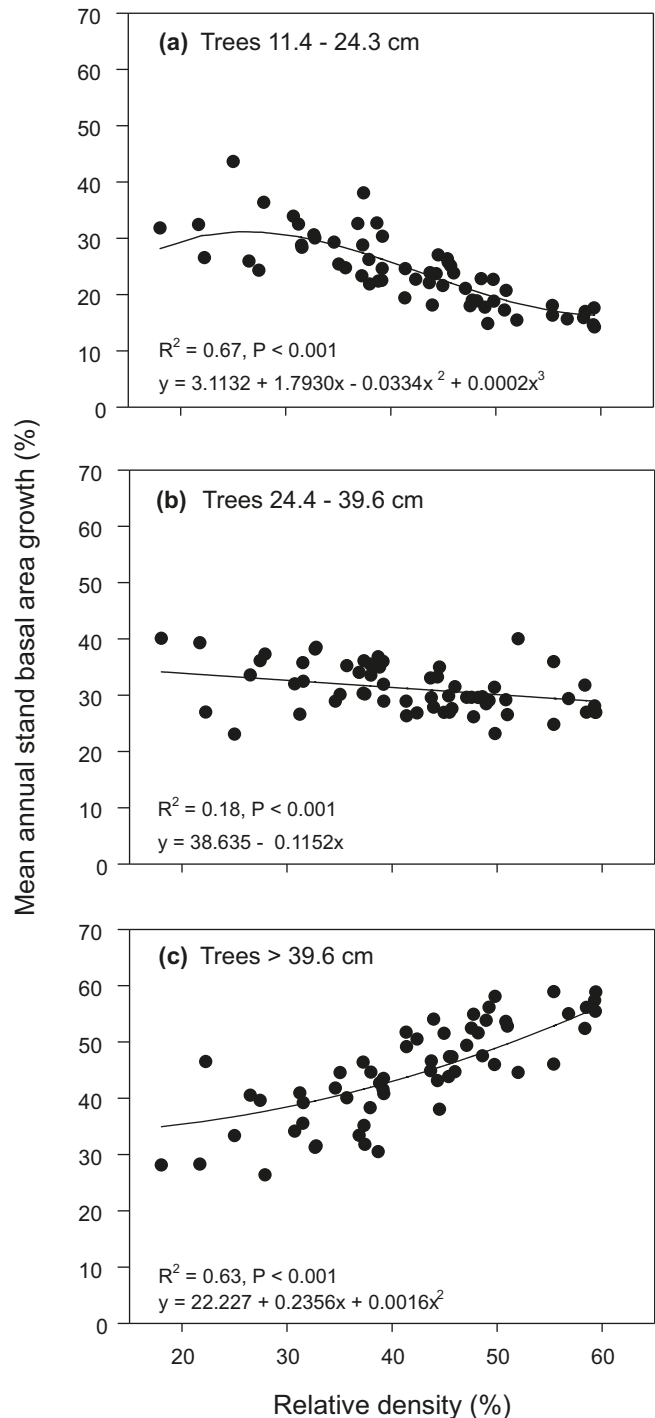 Mean annual stand basal area growth (%)
(a) Trees 11.4 - 24.3 cm
70
60
50
40
30
20
10
0
R² = 0.67, P < 0.001
y = 3.1132 + 1.7930x - 0.0334x² + 0.0002x³
(b) Trees 24.4 - 39.6 cm
70
60
50
40
30
20
10
0
R² = 0.18, P < 0.001
y = 38.635 - 0.1152x
(c) Trees > 39.6 cm
70
60
50
40
30
20
10
0
R² = 0.63, P < 0.001
y = 22.227 + 0.2356x + 0.0016x²
20 30 40 50 60
Relative density (%)